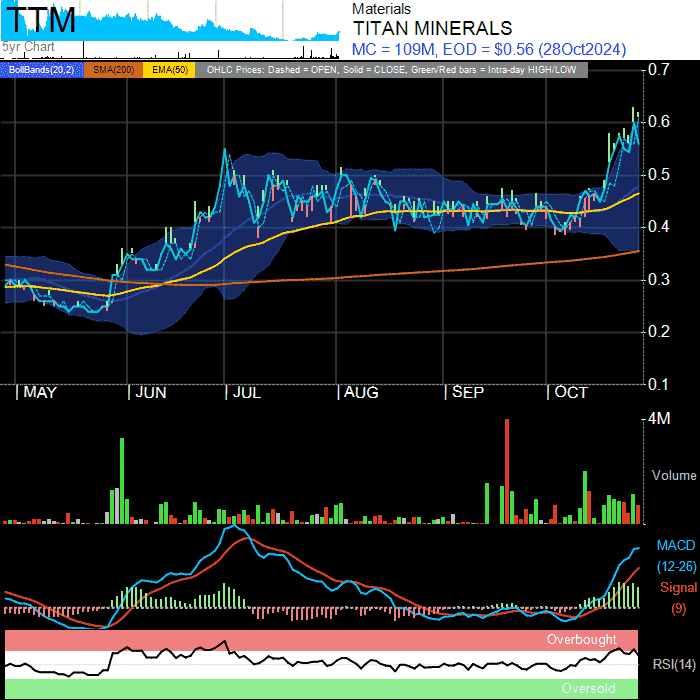 TTM
5yr Chart
Materials
TITAN MINERALS
MC = 109M, EOD = $0.56 (28Oct2024)
BollBands(20,2) SMA(200) EMA(50) OHLC Prices: Dashed = OPEN, Solid = CLOSE, Green/Red bars = Intra-day HIGH/LOW
0.7
0.6
0.5
0.4
0.3
0.2
0.1
MAY JUN JUL AUG SEP OCT
4M
Volume
MACD
(12-26)
Signal
(9)
Overbought
RSI(14)
Oversold